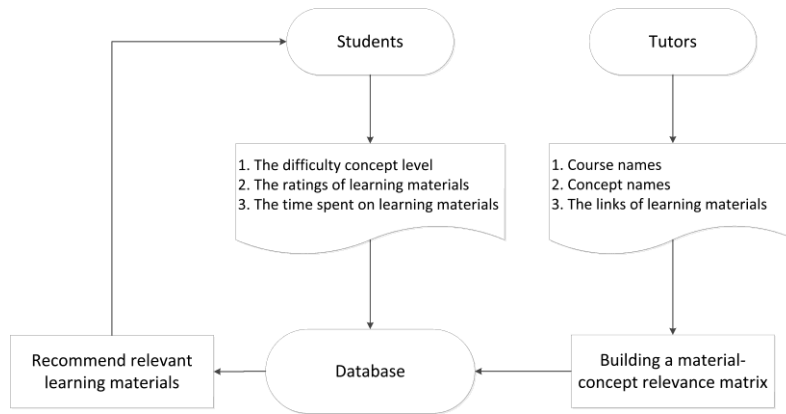 Students
Tutors
1. The difficulty concept level
2. The ratings of learning materials
3. The time spent on learning materials
1. Course names
2. Concept names
3. The links of learning materials
Recommend relevant
learning materials
Database
Building a material-
concept relevance matrix